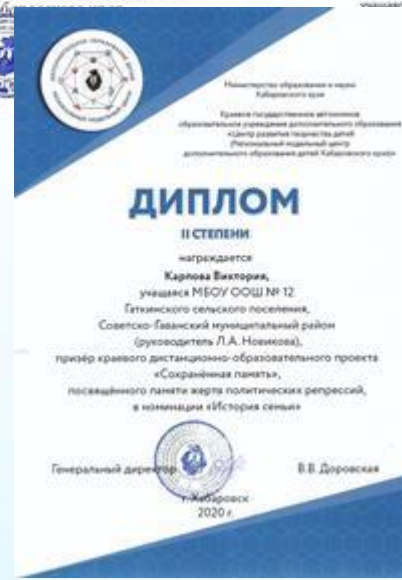 Министерство образования и науки
Хабаровского края
Краевое государственное автономное
образовательное учреждение дополнительного образования
«Центр развития творчества детей
(Региональный модельный центр
дополнительного образования детей Хабаровского края)»
ДИПЛОМ
II СТЕПЕНИ
награждается
Карпова Виктория,
учащаяся МБОУ ООШ № 12
Гаткинского сельского поселения,
Советско-Гаванский муниципальный район
(руководитель Л.А. Новикова),
призёр краевого дистанционно-образовательного проекта
«Сохранённая память»,
посвящённого памяти жертв политических репрессий,
в номинации «История семьи»
Генеральный директор
В.В. Доровская
г. Хабаровск
2020 г.